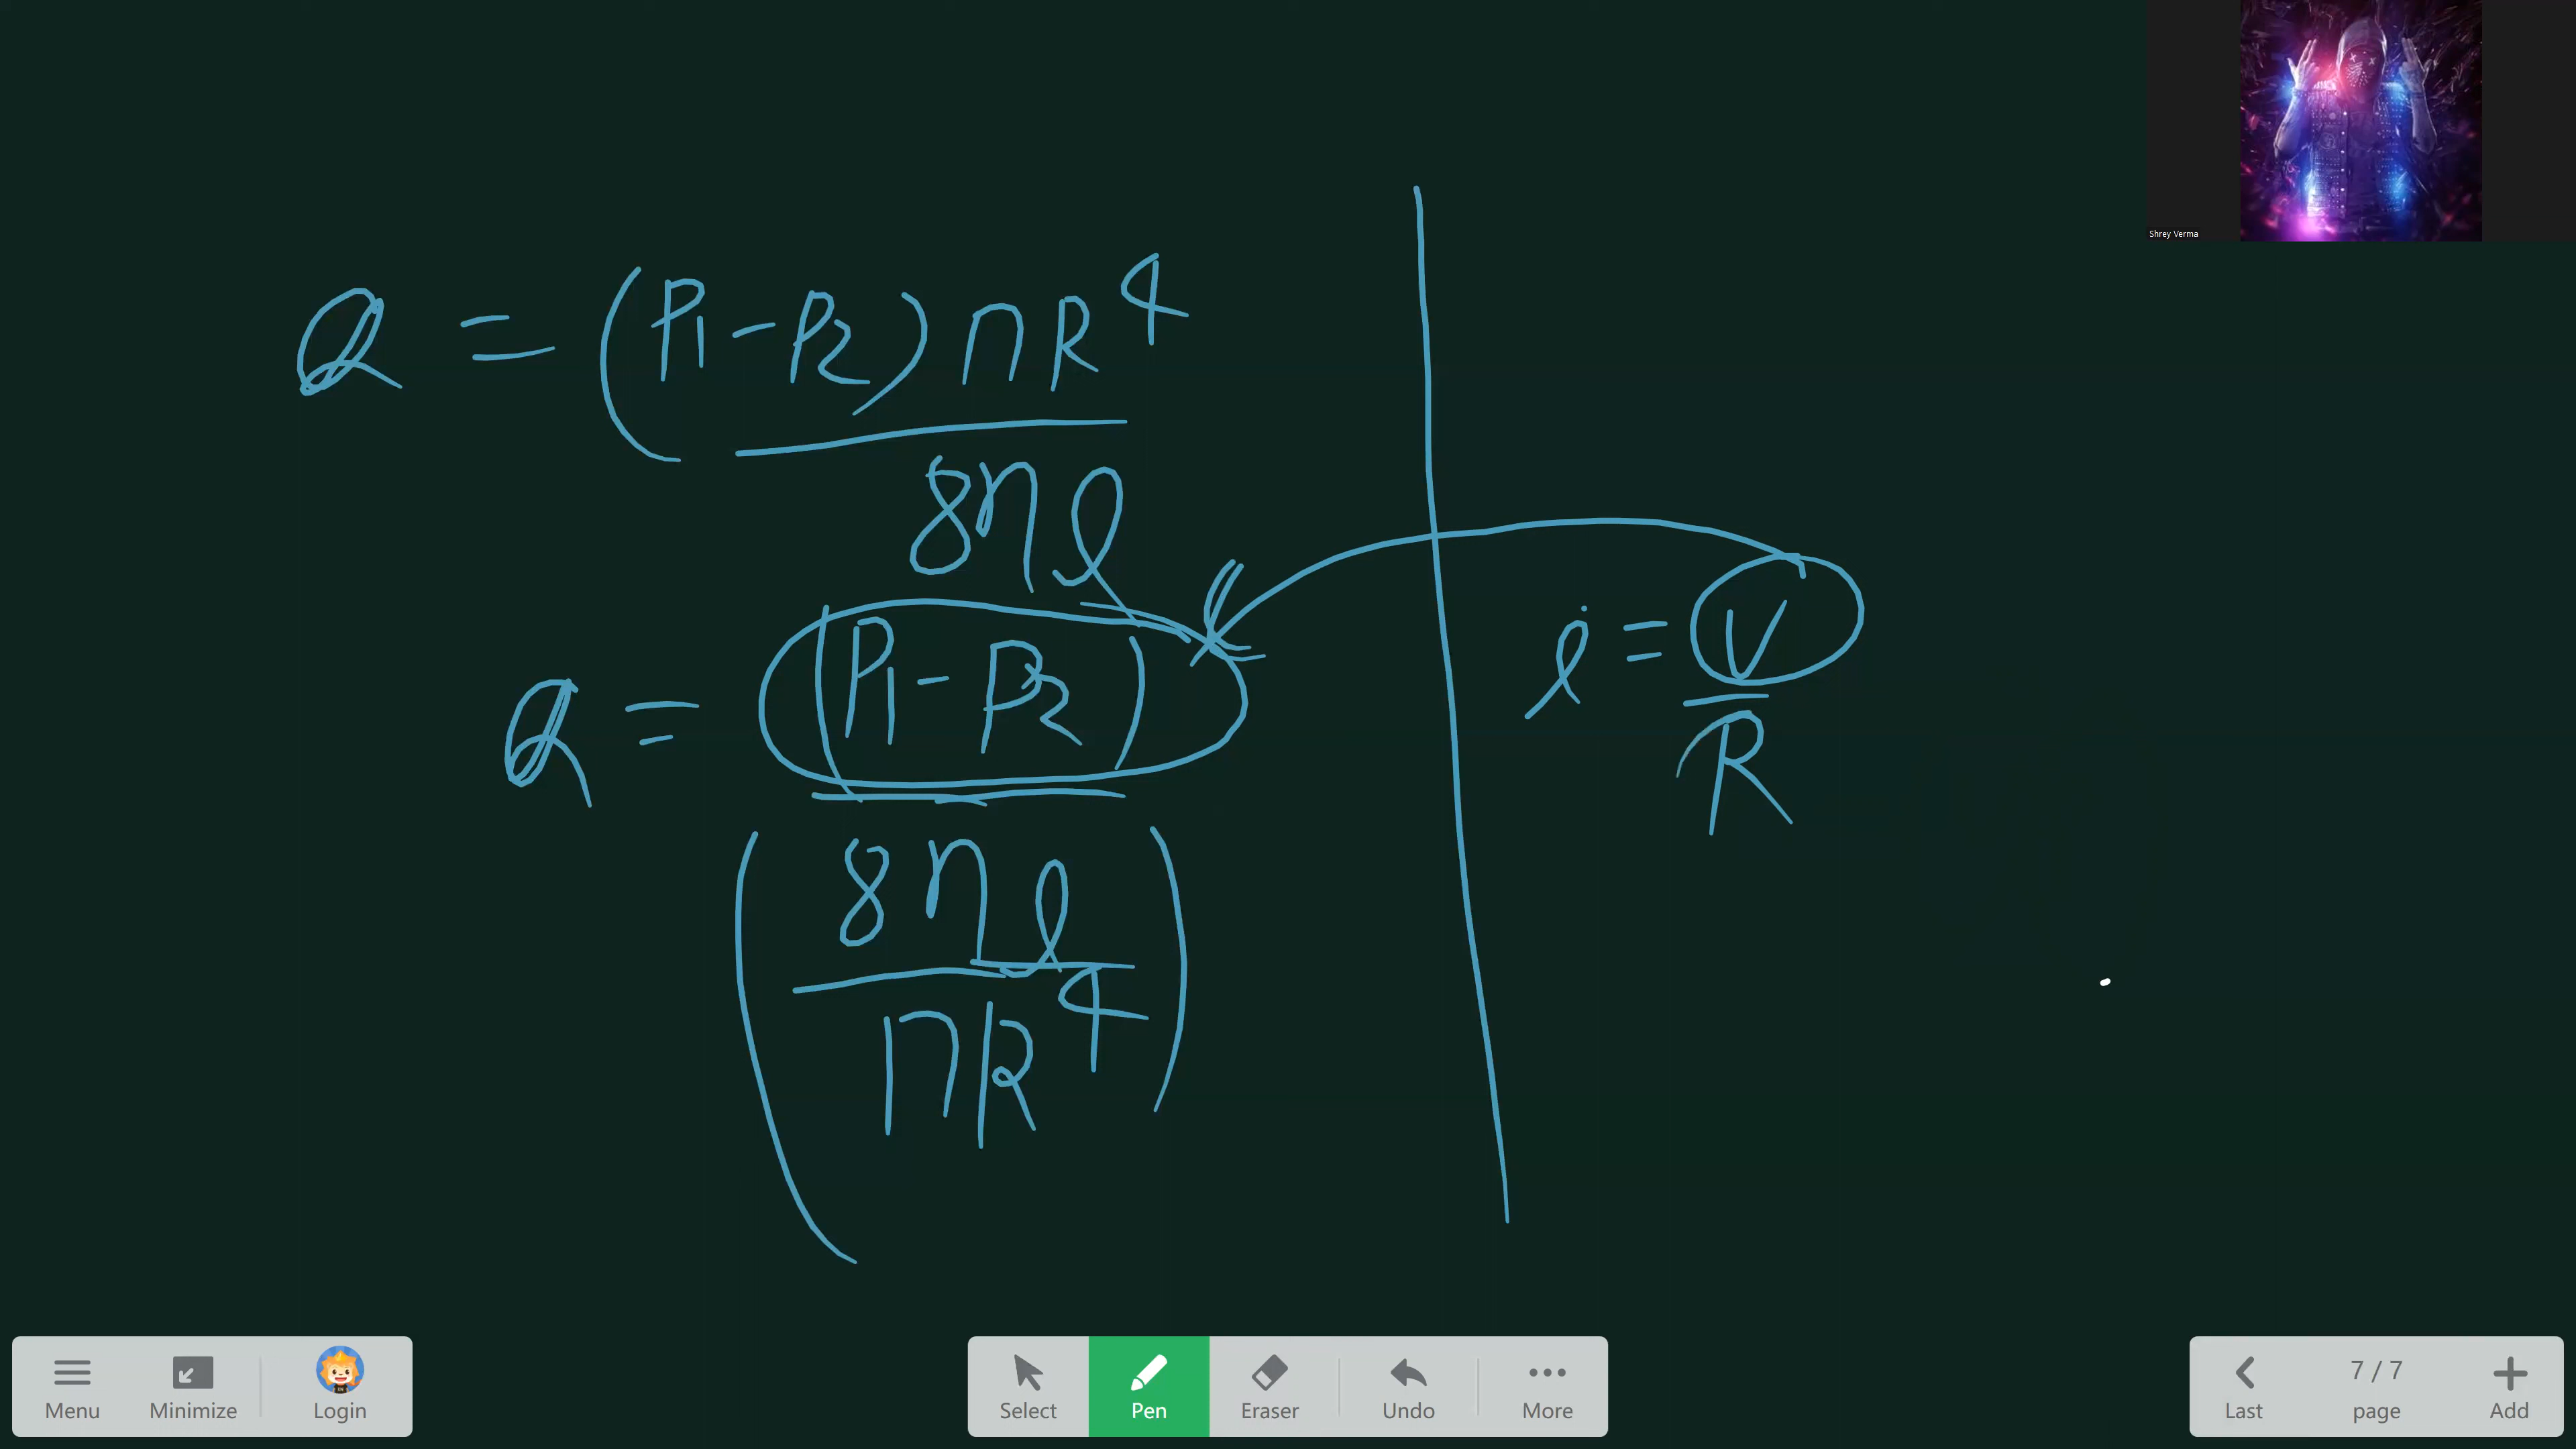 Shrey Verma
Q = (P₁ - P₂) πR⁴
8ηl
Q = (P₁ - P₂)
(8ηl
πR⁴)
i = V
R
Menu Minimize Login Select Pen Eraser Undo More Last 7 / 7 page Add